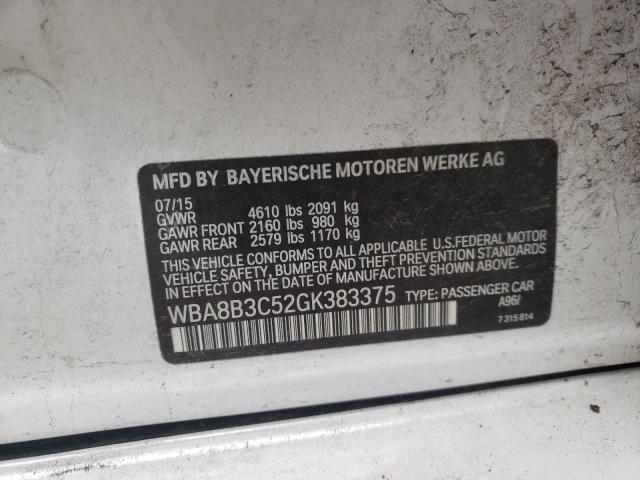 MFD BY BAYERISCHE MOTOREN WERKE AG
07/15
GVWR 4610 lbs 2091 kg
GAWR FRONT 2160 lbs 980 kg
GAWR REAR 2579 lbs 1170 kg
THIS VEHICLE CONFORMS TO ALL APPLICABLE U.S.FEDERAL MOTOR
VEHICLE SAFETY, BUMPER AND THEFT PREVENTION STANDARDS
IN EFFECT ON THE DATE OF MANUFACTURE SHOWN ABOVE.
WBA8B3C52GK383375 TYPE: PASSENGER CAR
A96/
7315814